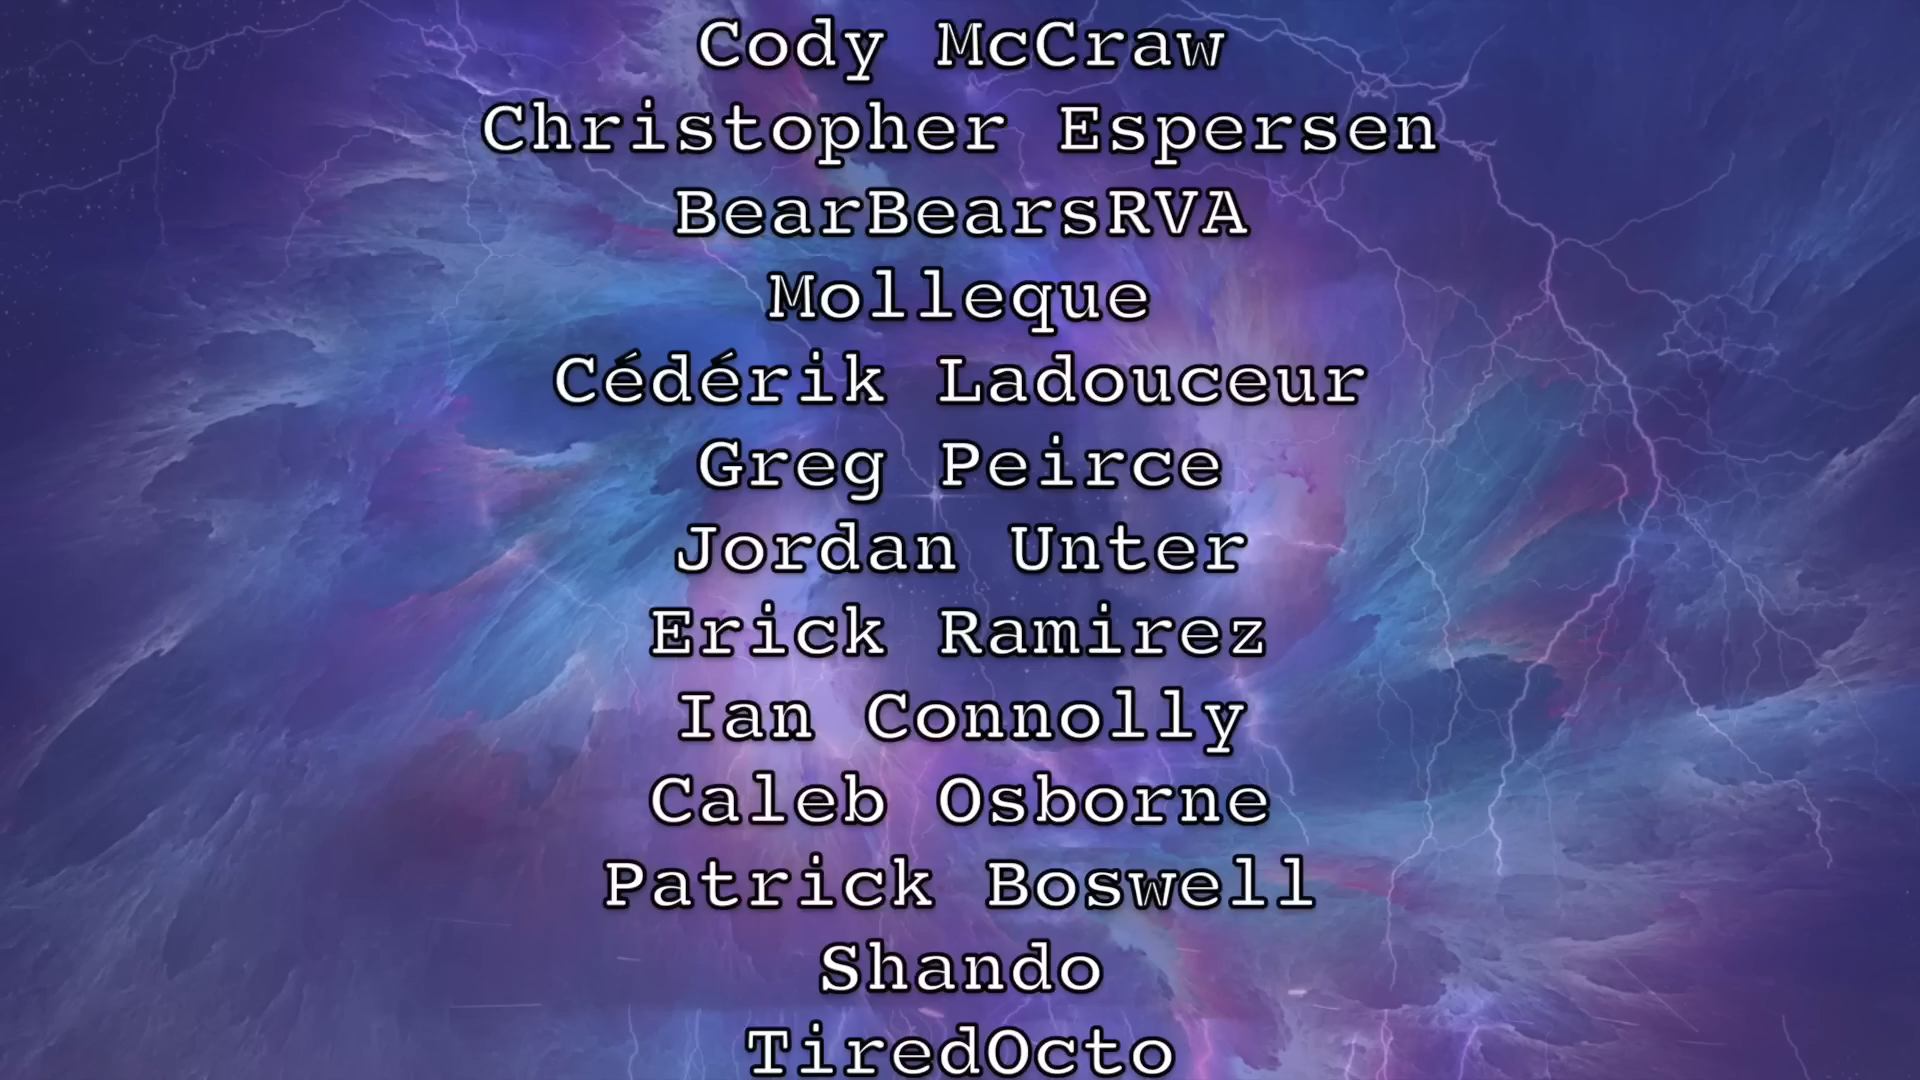 Cody McCraw
Christopher Espersen
BearBearsRVA
Molleque
Cédérik Ladouceur
Greg Peirce
Jordan Unter
Erick Ramirez
Ian Connolly
Caleb Osborne
Patrick Boswell
Shando
TiredOcto